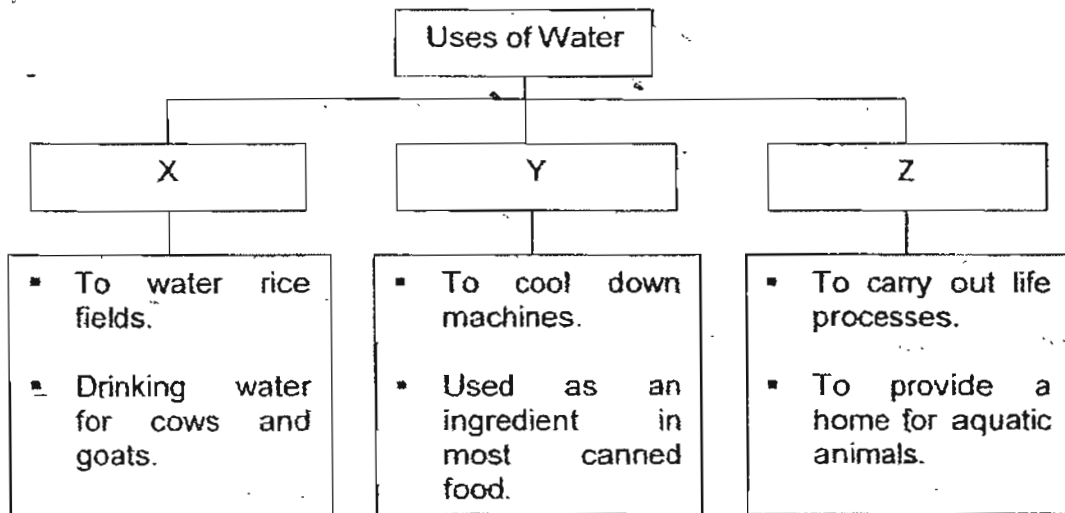 Uses of Water
X
Y
Z
▪ To water rice
fields.
▪ Drinking water
for cows and
goats.
▪ To cool down
machines.
▪ Used as an
ingredient in
most canned
food.
▪ To carry out life
processes.
▪ To provide a
home for aquatic
animals.